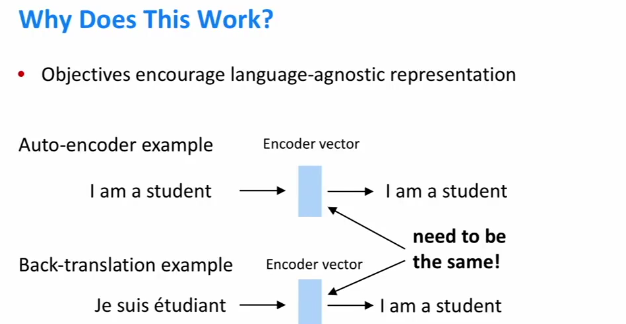 Why Does This Work?
• Objectives encourage language-agnostic representation
Auto-encoder example
Encoder vector
I am a student
I am a student
need to be
the same!
Back-translation example
Encoder vector
Je suis étudiant
I am a student